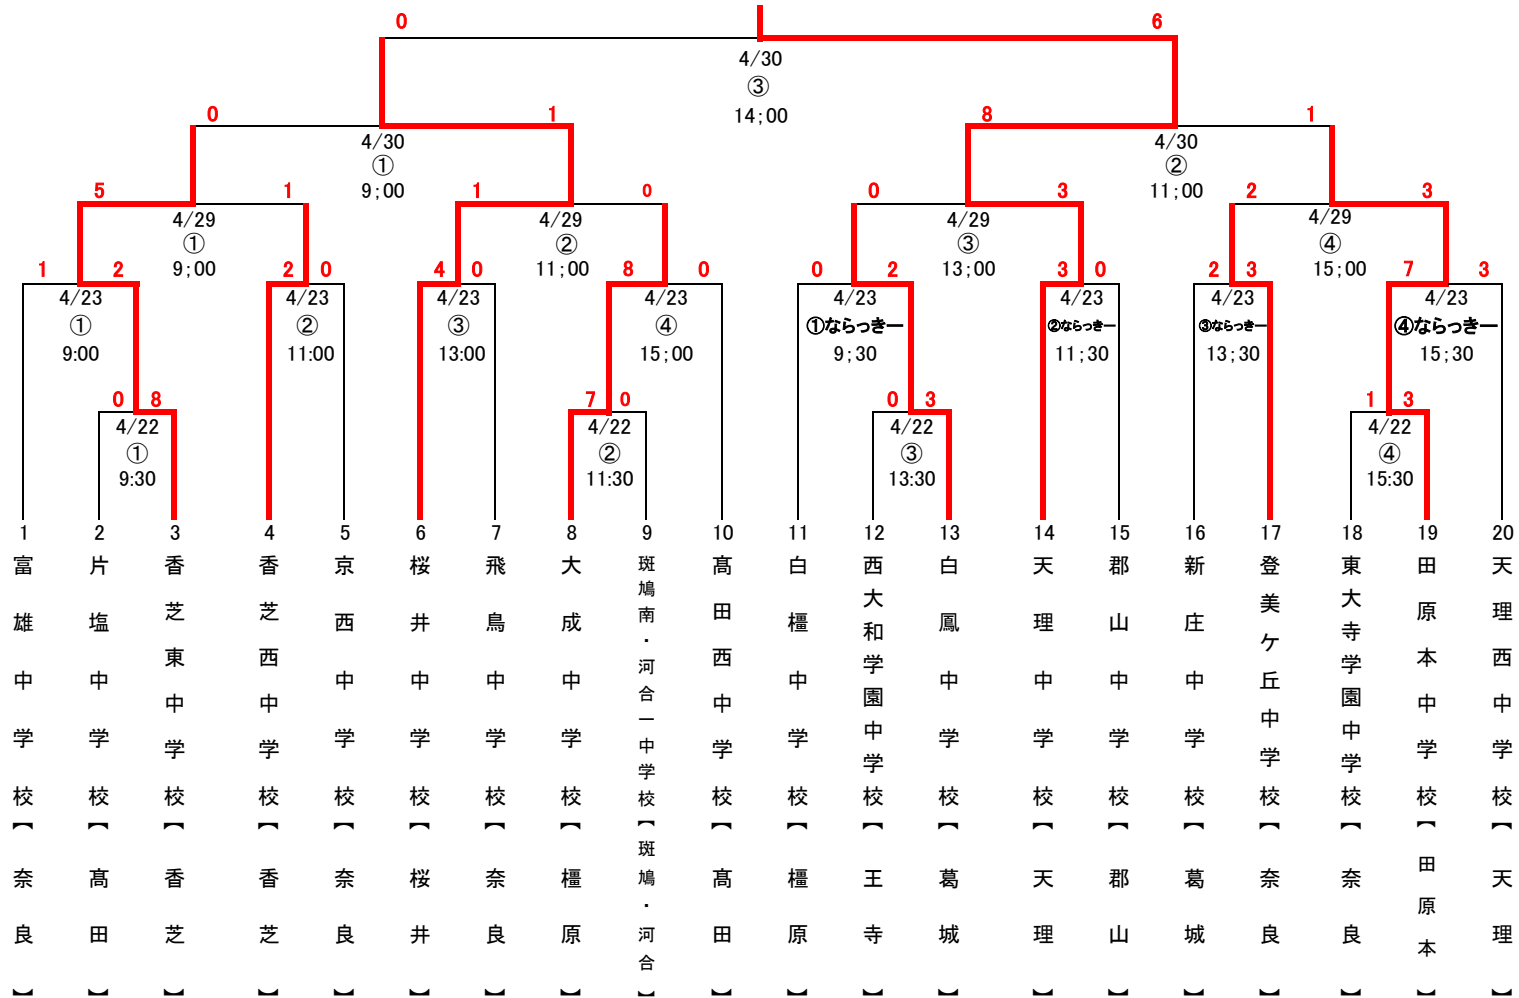 0 6
4/30
③
14;00
0 1 8 1
4/30 4/30
① ②
9;00 11;00
5 1 1 0 0 3 2 3
4/29 4/29 4/29 4/29
① ② ③ ④
9;00 11;00 13;00 15;00
1 2 2 0 4 0 8 0 0 2 3 0 2 3 7 3
4/23 4/23 4/23 4/23 4/23 4/23 4/23 4/23
① ② ③ ④ ①ならっきー ②ならっきー ③ならっきー ④ならっきー
9:00 11:00 13:00 15;00 9;30 11;30 13;30 15;30
0 8 7 0 0 3 1 3
4/22 4/22 4/22 4/22
① ② ③ ④
9:30 11:30 13:30 15:30
1 2 3 4 5 6 7 8 9 10 11 12 13 14 15 16 17 18 19 20
富雄中学校【奈良】
片塩中学校【髙田】
香芝東中学校【香芝】
香芝西中学校【香芝】
京西中学校【奈良】
桜井中学校【桜井】
飛鳥中学校【奈良】
大成中学校【橿原】
斑鳩南・河合一中学校【斑鳩・河合】
髙田西中学校【髙田】
白橿中学校【橿原】
西大和学園中学校【王寺】
白鳳中学校【葛城】
天理中学校【天理】
郡山中学校【郡山】
新庄中学校【葛城】
登美ケ丘中学校【奈良】
東大寺学園中学校【奈良】
田原本中学校【田原本】
天理西中学校【天理】